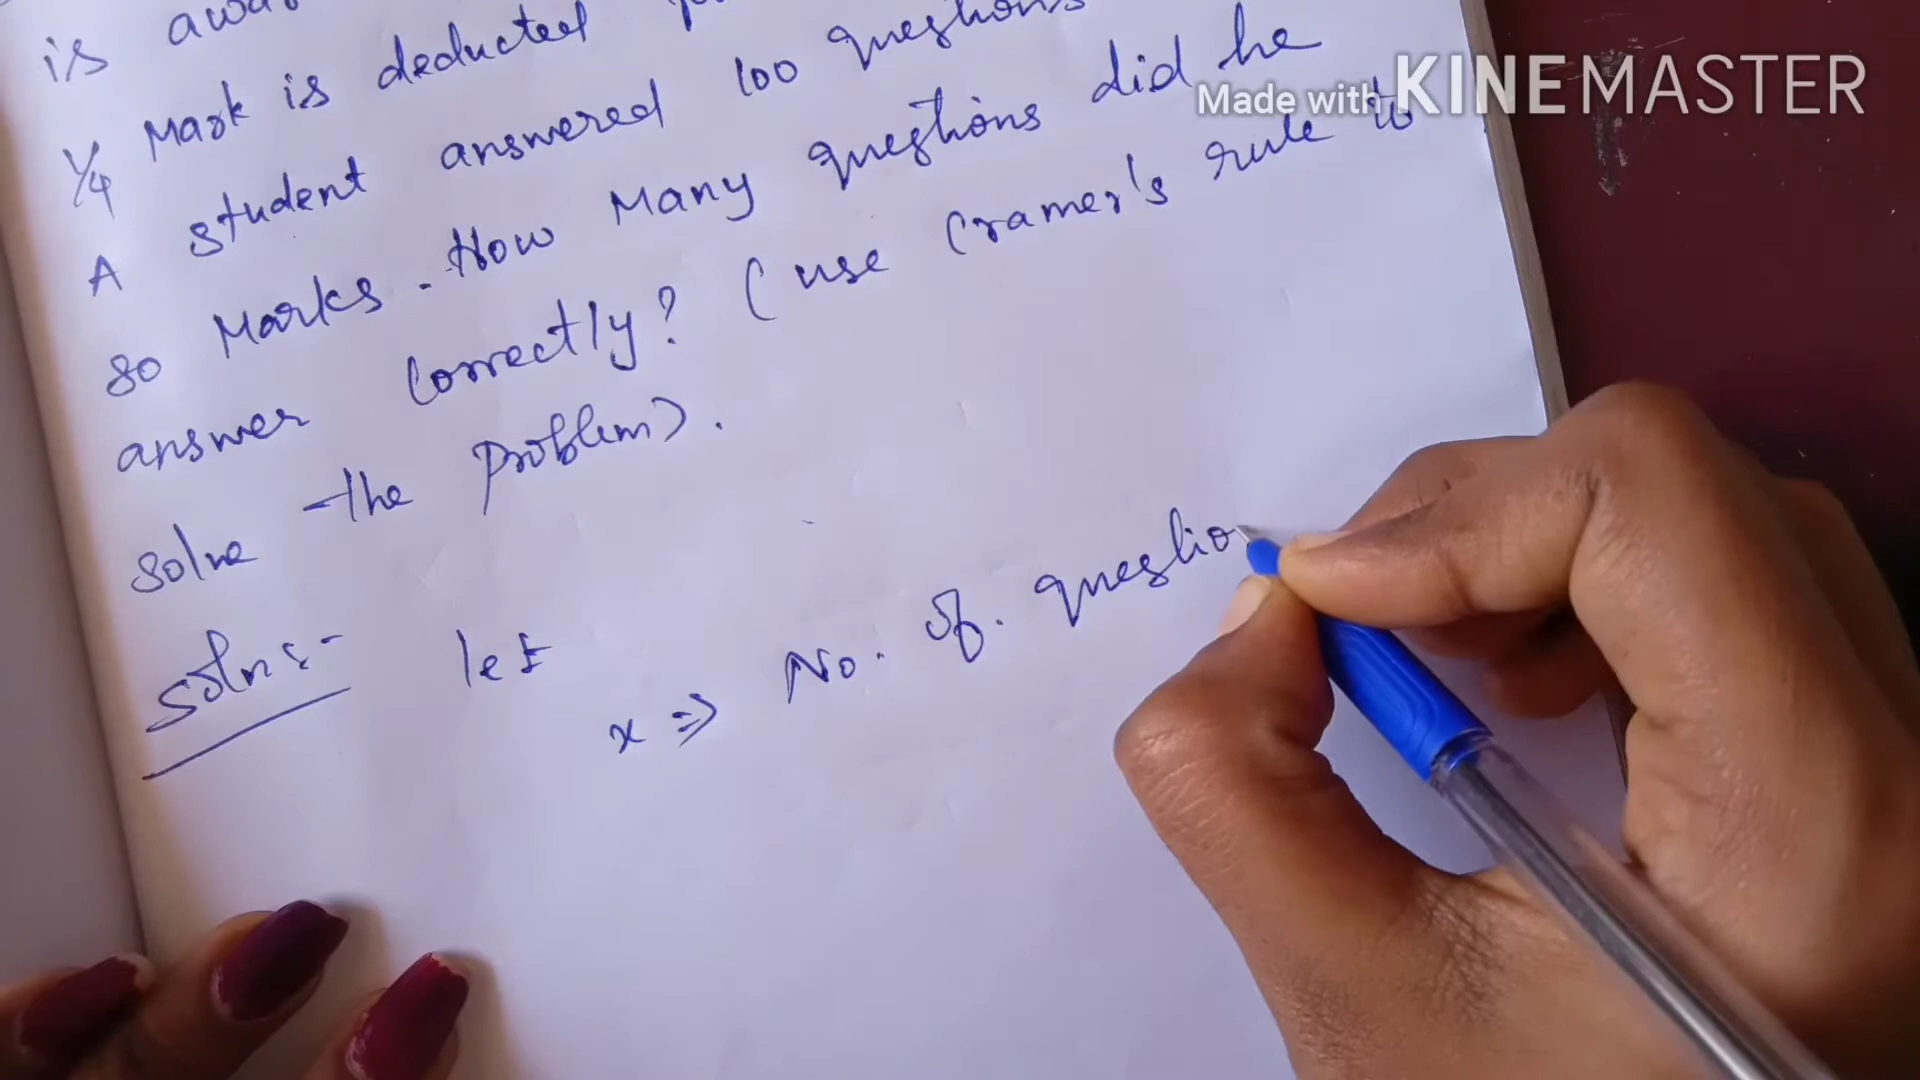 is
1/4 Mark is deducted
A student answered 100 questions
80 Marks. How Many questions did he
answer correctly? (use Cramer's rule to
solve the problem).
Soln:- let
x => No. of. questio
Made with KINEMASTER